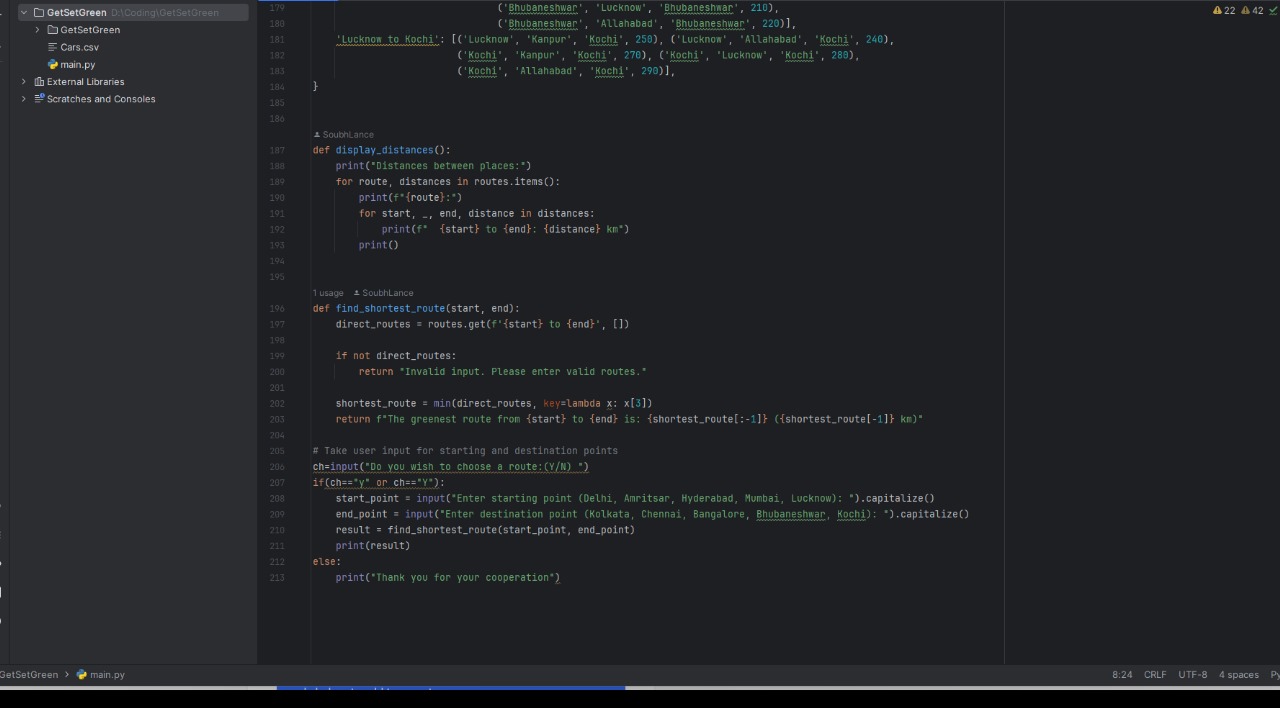 GetSetGreen D:\Coding\GetSetGreen
GetSetGreen
Cars.csv
main.py
External Libraries
Scratches and Consoles
22 42
179 ('Bhubaneshwar', 'Lucknow', 'Bhubaneshwar', 210),
180 ('Bhubaneshwar', 'Allahabad', 'Bhubaneshwar', 220)],
181 'Lucknow to Kochi': [('Lucknow', 'Kanpur', 'Kochi', 250), ('Lucknow', 'Allahabad', 'Kochi', 240),
182 ('Kochi', 'Kanpur', 'Kochi', 270), ('Kochi', 'Lucknow', 'Kochi', 280),
183 ('Kochi', 'Allahabad', 'Kochi', 290)],
184 }
185
186
SoubhLance
187 def display_distances():
188 print("Distances between places:")
189 for route, distances in routes.items():
190 print(f"{route}:")
191 for start, _, end, distance in distances:
192 print(f"  {start} to {end}: {distance} km")
193 print()
194
195
1 usage SoubhLance
196 def find_shortest_route(start, end):
197 direct_routes = routes.get(f'{start} to {end}', [])
198
199 if not direct_routes:
200 return "Invalid input. Please enter valid routes."
201
202 shortest_route = min(direct_routes, key=lambda x: x[3])
203 return f"The greenest route from {start} to {end} is: {shortest_route[:-1]} ({shortest_route[-1]} km)"
204
205 # Take user input for starting and destination points
206 ch=input("Do you wish to choose a route:(Y/N) ")
207 if(ch=="y" or ch=="Y"):
208 start_point = input("Enter starting point (Delhi, Amritsar, Hyderabad, Mumbai, Lucknow): ").capitalize()
209 end_point = input("Enter destination point (Kolkata, Chennai, Bangalore, Bhubaneshwar, Kochi): ").capitalize()
210 result = find_shortest_route(start_point, end_point)
211 print(result)
212 else:
213 print("Thank you for your cooperation")
GetSetGreen > main.py
8:24 CRLF UTF-8 4 spaces